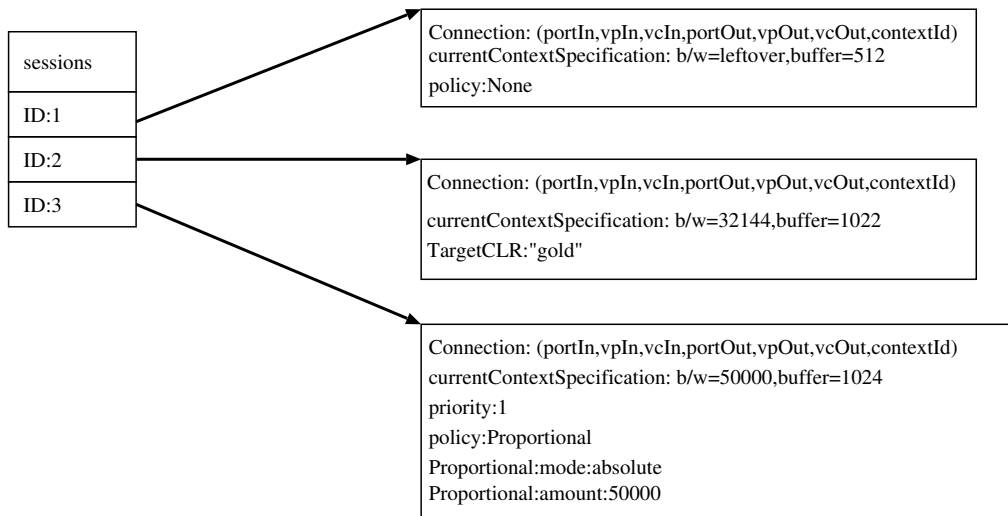 sessions
ID:1
ID:2
ID:3
Connection: (portIn,vpIn,vcIn,portOut,vpOut,vcOut,contextId)
currentContextSpecification: b/w=leftover,buffer=512
policy:None
Connection: (portIn,vpIn,vcIn,portOut,vpOut,vcOut,contextId)
currentContextSpecification: b/w=32144,buffer=1022
TargetCLR:"gold"
Connection: (portIn,vpIn,vcIn,portOut,vpOut,vcOut,contextId)
currentContextSpecification: b/w=50000,buffer=1024
priority:1
policy:Proportional
Proportional:mode:absolute
Proportional:amount:50000